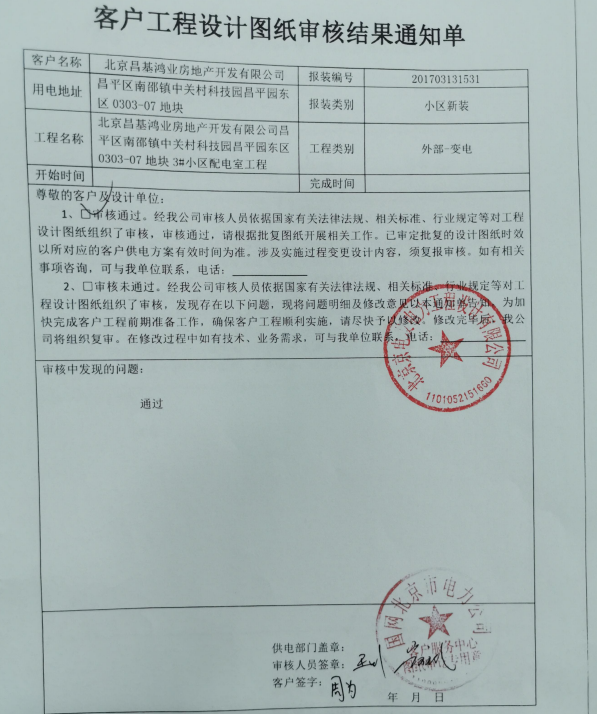 客户工程设计图纸审核结果通知单
客户名称 北京昌基鸿业房地产开发有限公司 报装编号 201703131531
用电地址 昌平区南邵镇中关村科技园昌平园东
区 0303-07 地块 报装类别 小区新装
工程名称 北京昌基鸿业房地产开发有限公司昌
平区南邵镇中关村科技园昌平园东区
0303-07 地块 3#小区配电室工程 工程类别 外部-变电
开始时间 完成时间
尊敬的客户及设计单位:
1、□审核通过。经我公司审核人员依据国家有关法律法规、相关标准、行业规定等对工程
设计图纸组织了审核，审核通过，请根据批复图纸开展相关工作。已审定批复的设计图纸时效
以所对应的客户供电方案有效时间为准。涉及实施过程变更设计内容，须复报审核。如有相关
事项咨询，可与我单位联系，电话:
2、□审核未通过。经我公司审核人员依据国家有关法律法规、相关标准、行业规定等对工
程设计图纸组织了审核，发现存在以下问题，现将问题明细及修改意见以本通知书告知。为加
快完成客户工程前期准备工作，确保客户工程顺利实施，请尽快予以修改。修改完毕后，我公
司将组织复审。在修改过程中如有技术、业务需求，可与我单位联系，电话:
北京京电电力工程设计有限公司
1101052151600
审核中发现的问题:
通过
国网北京市电力公司
客户服务中心
专用章
供电部门盖章:
审核人员签章:
客户签字: 周为
年 月 日